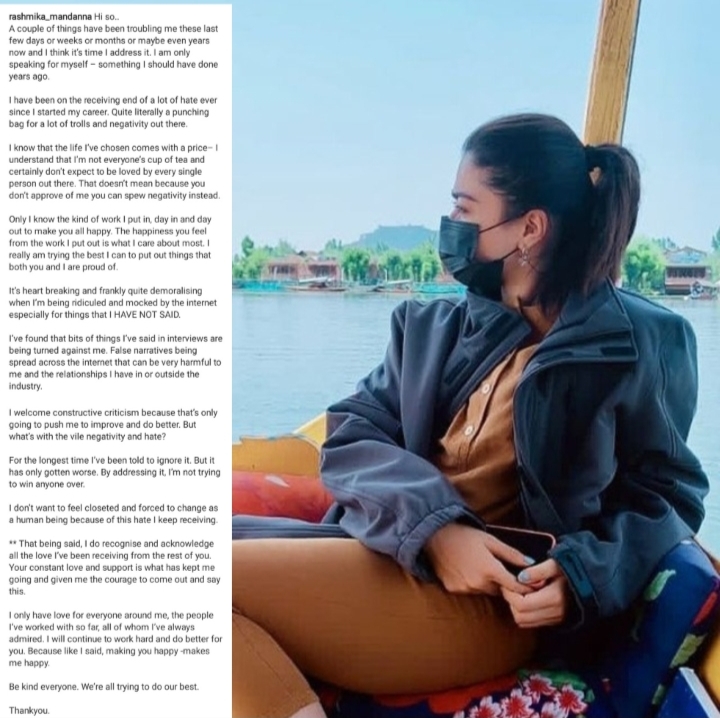 rashmika_mandanna Hi so..
A couple of things have been troubling me these last
few days or weeks or months or maybe even years
now and I think it's time I address it. I am only
speaking for myself – something I should have done
years ago.
I have been on the receiving end of a lot of hate ever
since I started my career. Quite literally a punching
bag for a lot of trolls and negativity out there.
I know that the life I've chosen comes with a price– I
understand that I'm not everyone's cup of tea and
certainly don't expect to be loved by every single
person out there. That doesn't mean because you
don't approve of me you can spew negativity instead.
Only I know the kind of work I put in, day in and day
out to make you all happy. The happiness you feel
from the work I put out is what I care about most. I
really am trying the best I can to put out things that
both you and I are proud of.
It's heart breaking and frankly quite demoralising
when I'm being ridiculed and mocked by the internet
especially for things that I HAVE NOT SAID.
I've found that bits of things I've said in interviews are
being turned against me. False narratives being
spread across the internet that can be very harmful to
me and the relationships I have in or outside the
industry.
I welcome constructive criticism because that's only
going to push me to improve and do better. But
what's with the vile negativity and hate?
For the longest time I've been told to ignore it. But it
has only gotten worse. By addressing it, I'm not trying
to win anyone over.
I don't want to feel closeted and forced to change as
a human being because of this hate I keep receiving.
** That being said, I do recognise and acknowledge
all the love I've been receiving from the rest of you.
Your constant love and support is what has kept me
going and given me the courage to come out and say
this.
I only have love for everyone around me, the people
I've worked with so far, all of whom I've always
admired. I will continue to work hard and do better for
you. Because like I said, making you happy -makes
me happy.
Be kind everyone. We're all trying to do our best.
Thankyou.